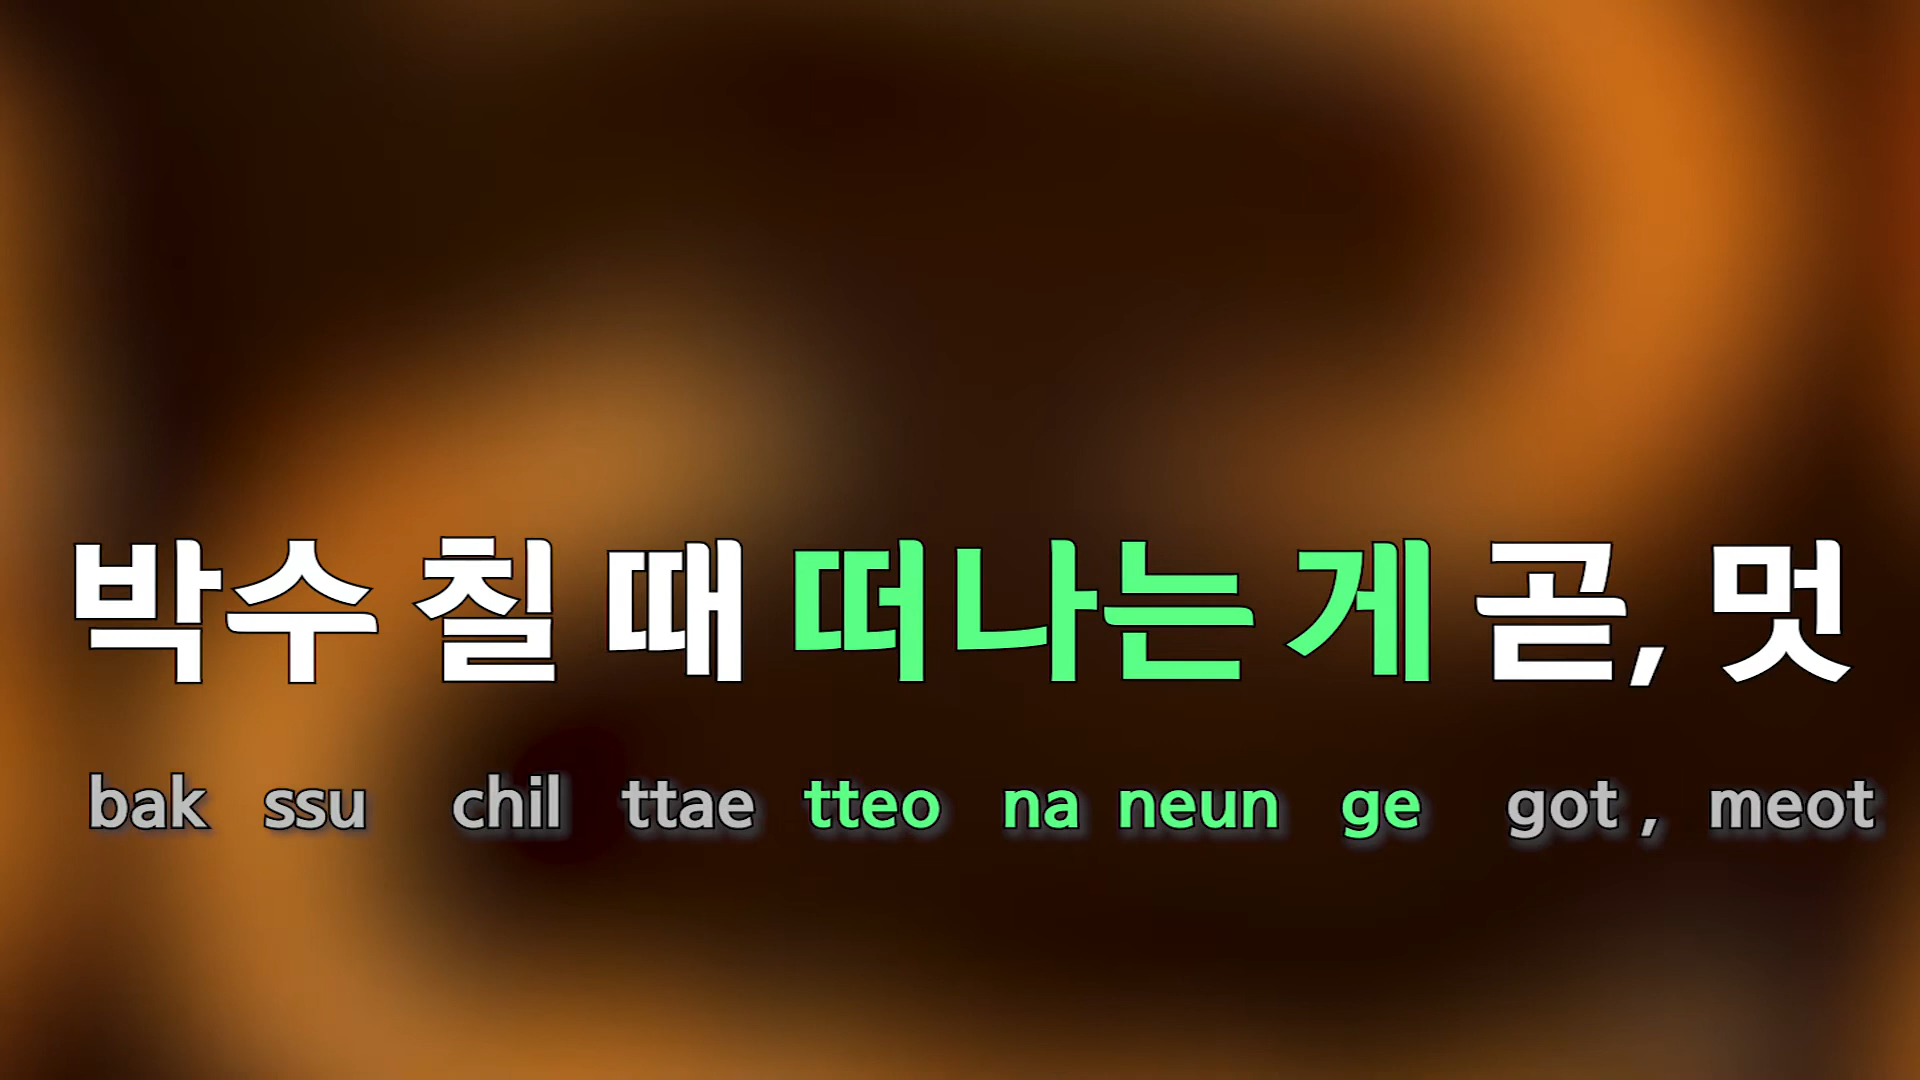 박수 칠 때 떠나는 게 곧, 멋
bak ssu chil ttae tteo na neun ge got , meot